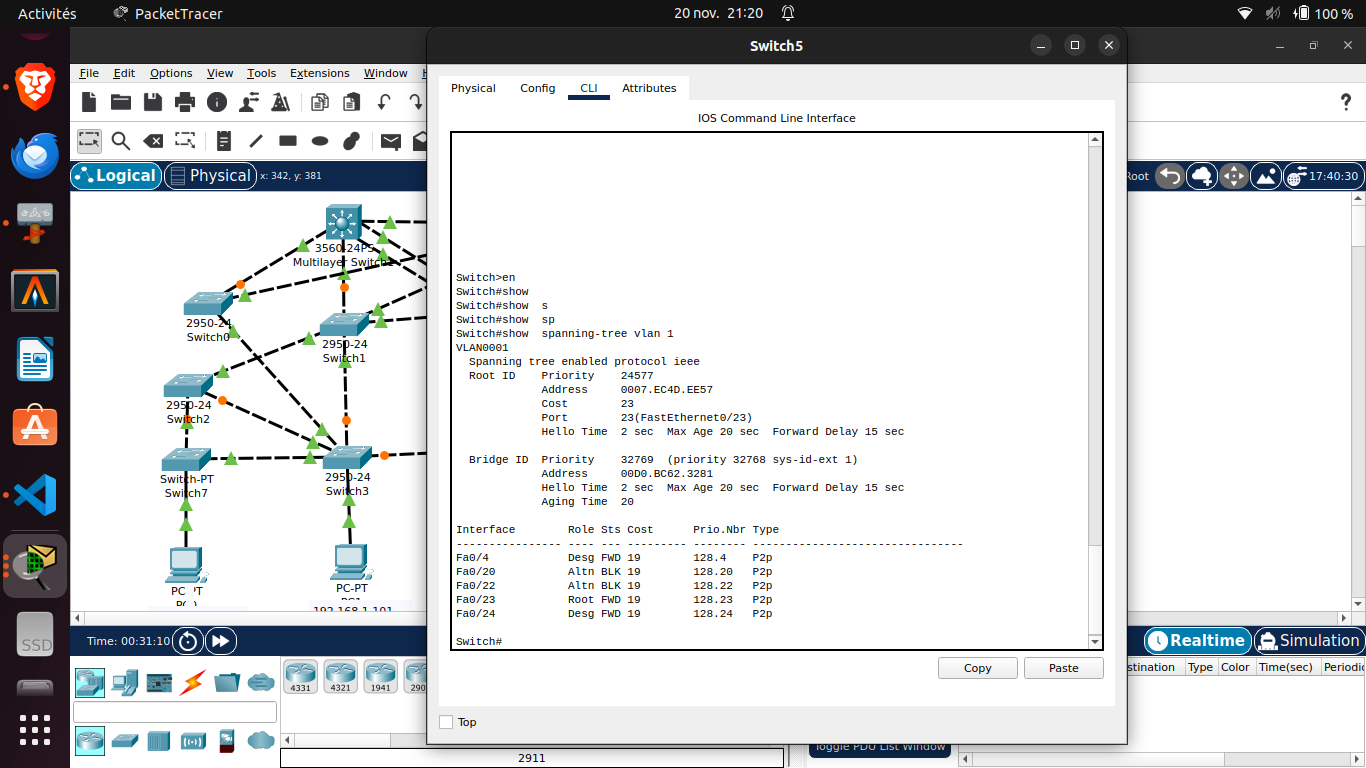 Activités
PacketTracer
20 nov. 21:20
100 %
Switch5
File Edit Options View Tools Extensions Window
Physical Config CLI Attributes
IOS Command Line Interface
Logical
Physical
x: 342, y: 381
Root
17:40:30
3560-24PS
Multilayer Switch
2950-24
Switch0
2950-24
Switch1
2950-24
Switch2
Switch-PT
Switch7
2950-24
Switch3
PC-PT
PC-PT
PC1
192.168.1.101
Switch>en
Switch#show
Switch#show  s
Switch#show  sp
Switch#show  spanning-tree vlan 1
VLAN0001
  Spanning tree enabled protocol ieee
  Root ID    Priority    24577
             Address     0007.EC4D.EE57
             Cost        23
             Port        23(FastEthernet0/23)
             Hello Time  2 sec  Max Age 20 sec  Forward Delay 15 sec
  Bridge ID  Priority    32769  (priority 32768 sys-id-ext 1)
             Address     00D0.BC62.3281
             Hello Time  2 sec  Max Age 20 sec  Forward Delay 15 sec
             Aging Time  20
Interface        Role Sts Cost      Prio.Nbr Type
---------------- ---- --- --------- -------- --------------------------------
Fa0/4            Desg FWD 19        128.4    P2p
Fa0/20           Altn BLK 19        128.20   P2p
Fa0/22           Altn BLK 19        128.22   P2p
Fa0/23           Root FWD 19        128.23   P2p
Fa0/24           Desg FWD 19        128.24   P2p
Switch#
Copy
Paste
Top
Time: 00:31:10
Realtime
Simulation
4331
4321
1941
2911
Type Color Time(sec)
Toggle PDU List Window
SSD